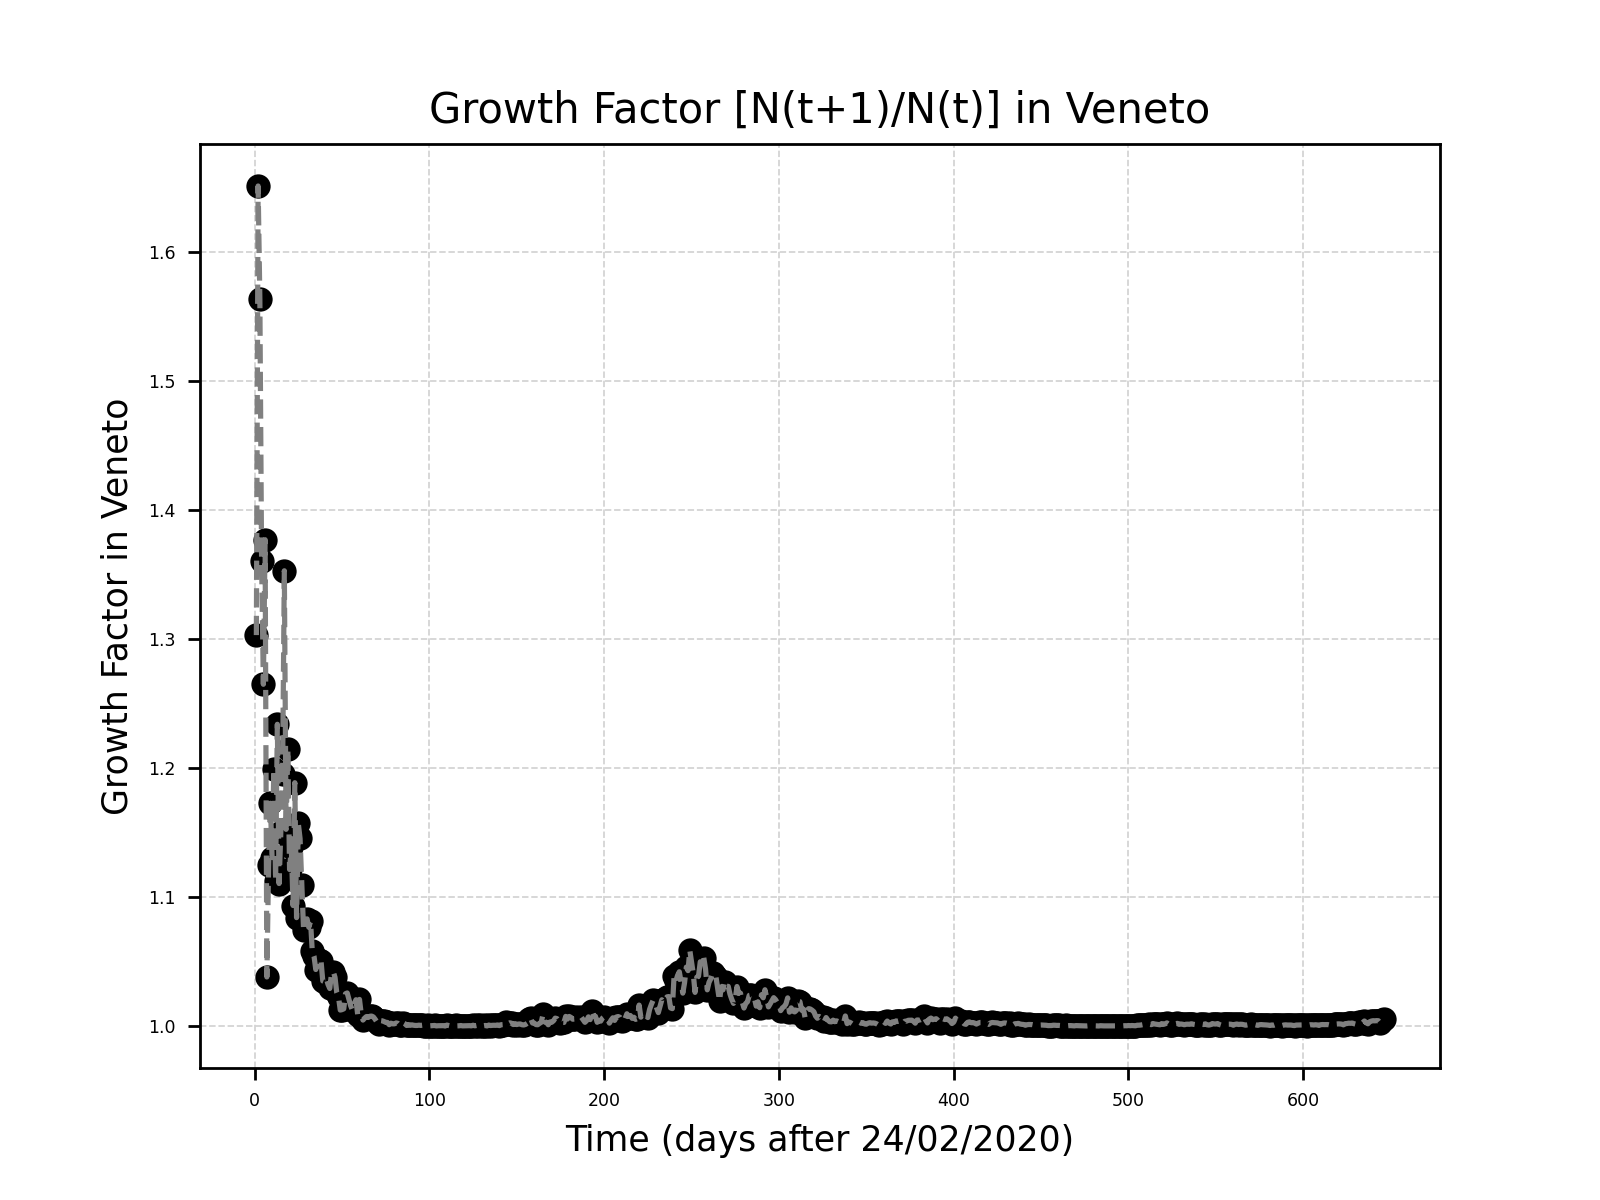 Growth Factor [N(t+1)/N(t)] in Veneto
Growth Factor in Veneto
1.6
1.5
1.4
1.3
1.2
1.1
1.0
0 100 200 300 400 500 600
Time (days after 24/02/2020)